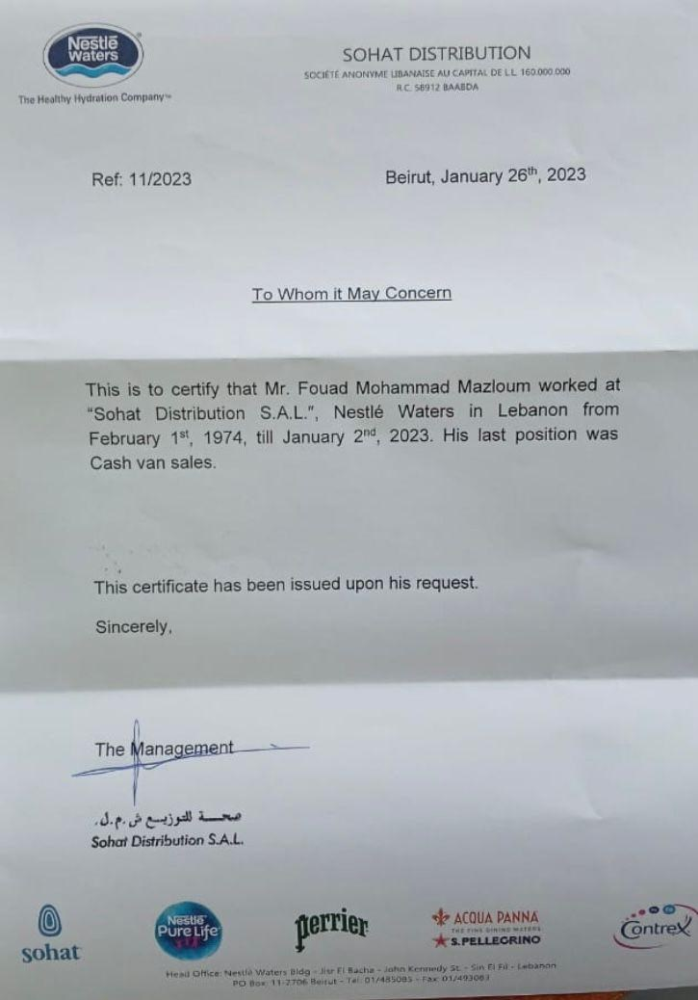 Nestlé
Waters
The Healthy Hydration Company™
SOHAT DISTRIBUTION
SOCIÉTÉ ANONYME LIBANAISE AU CAPITAL DE L.L. 160.000.000
R.C. 58912 BAABDA
Ref: 11/2023
Beirut, January 26th, 2023
To Whom it May Concern
This is to certify that Mr. Fouad Mohammad Mazloum worked at
“Sohat Distribution S.A.L.”, Nestlé Waters in Lebanon from
February 1st, 1974, till January 2nd, 2023. His last position was
Cash van sales.
This certificate has been issued upon his request.
Sincerely,
The Management
صحة للتوزيع ش.م.ل.
Sohat Distribution S.A.L.
sohat
Nestlé
Pure Life
perrier
ACQUA PANNA
THE FINE DINING WATERS
S.PELLEGRINO
Contrex
Head Office: Nestlé Waters Bldg - Jisr El Bacha - John Kennedy St. - Sin El Fil - Lebanon
PO Box: 11-2706 Beirut - Tel: 01/485085 - Fax: 01/493083